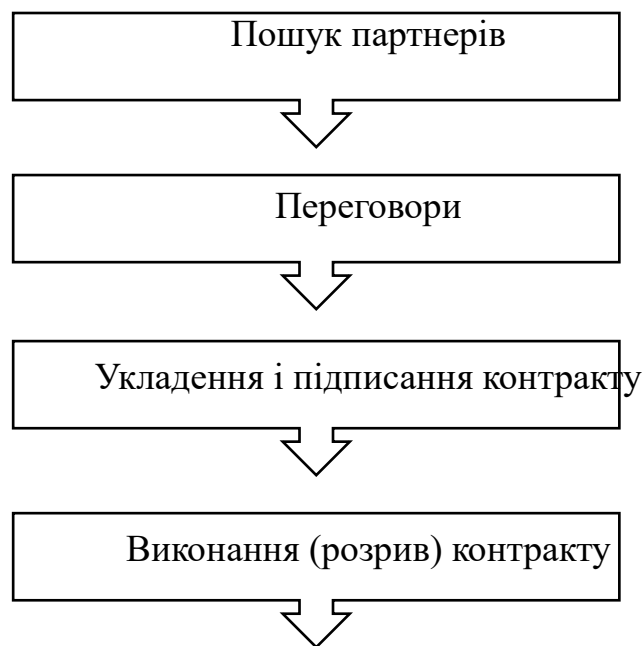 Пошук партнерів
Переговори
Укладення і підписання контракту
Виконання (розрив) контракту